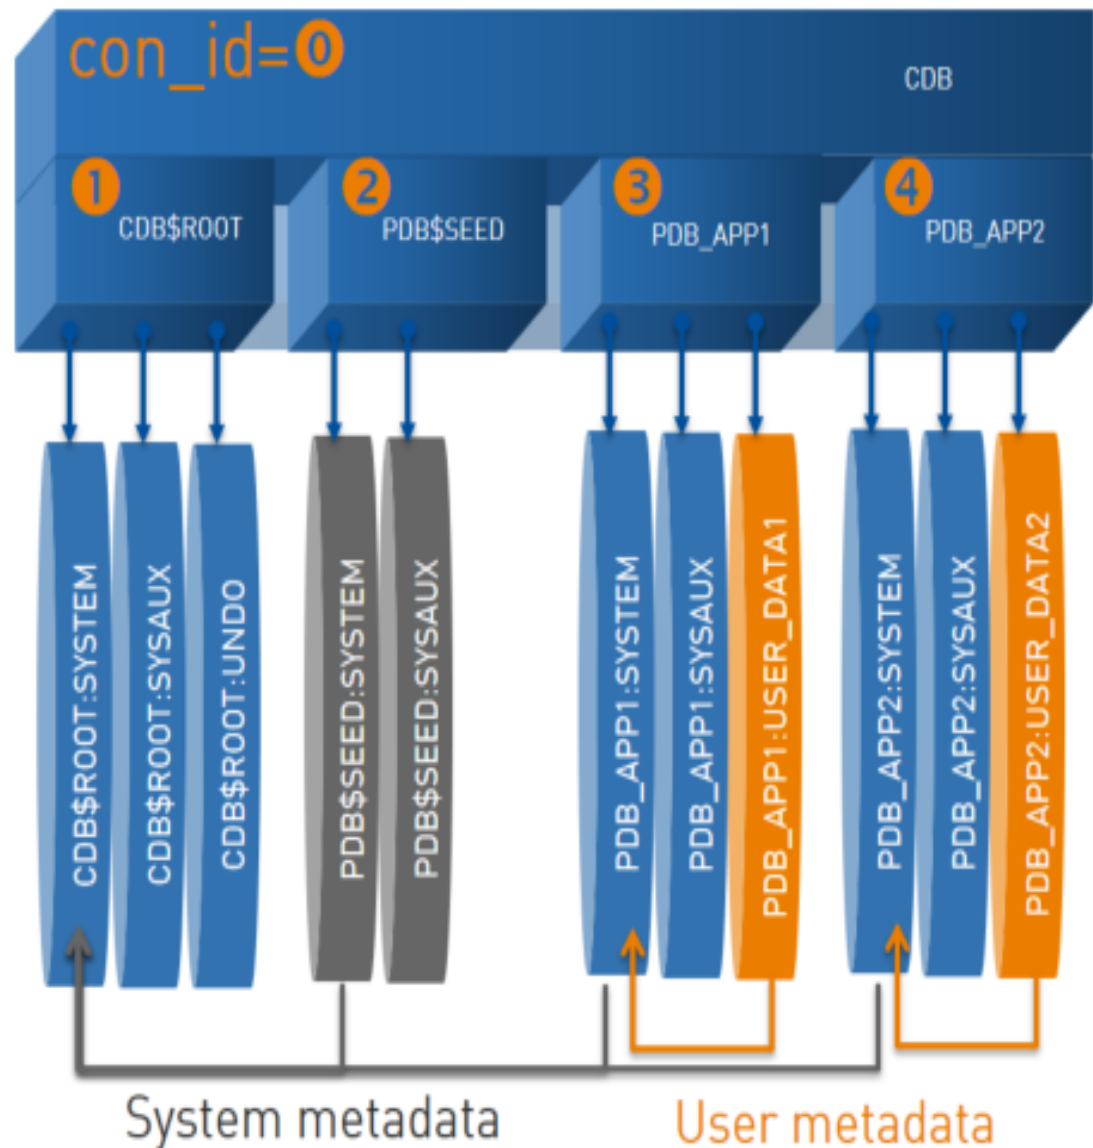 con_id=0
CDB
1
CDB$ROOT
2
PDB$SEED
3
PDB_APP1
4
PDB_APP2
CDB$ROOT:SYSTEM
CDB$ROOT:SYSAUX
CDB$ROOT:UNDO
PDB$SEED:SYSTEM
PDB$SEED:SYSAUX
PDB_APP1:SYSTEM
PDB_APP1:SYSAUX
PDB_APP1:USER_DATA1
PDB_APP2:SYSTEM
PDB_APP2:SYSAUX
PDB_APP2:USER_DATA2
System metadata
User metadata